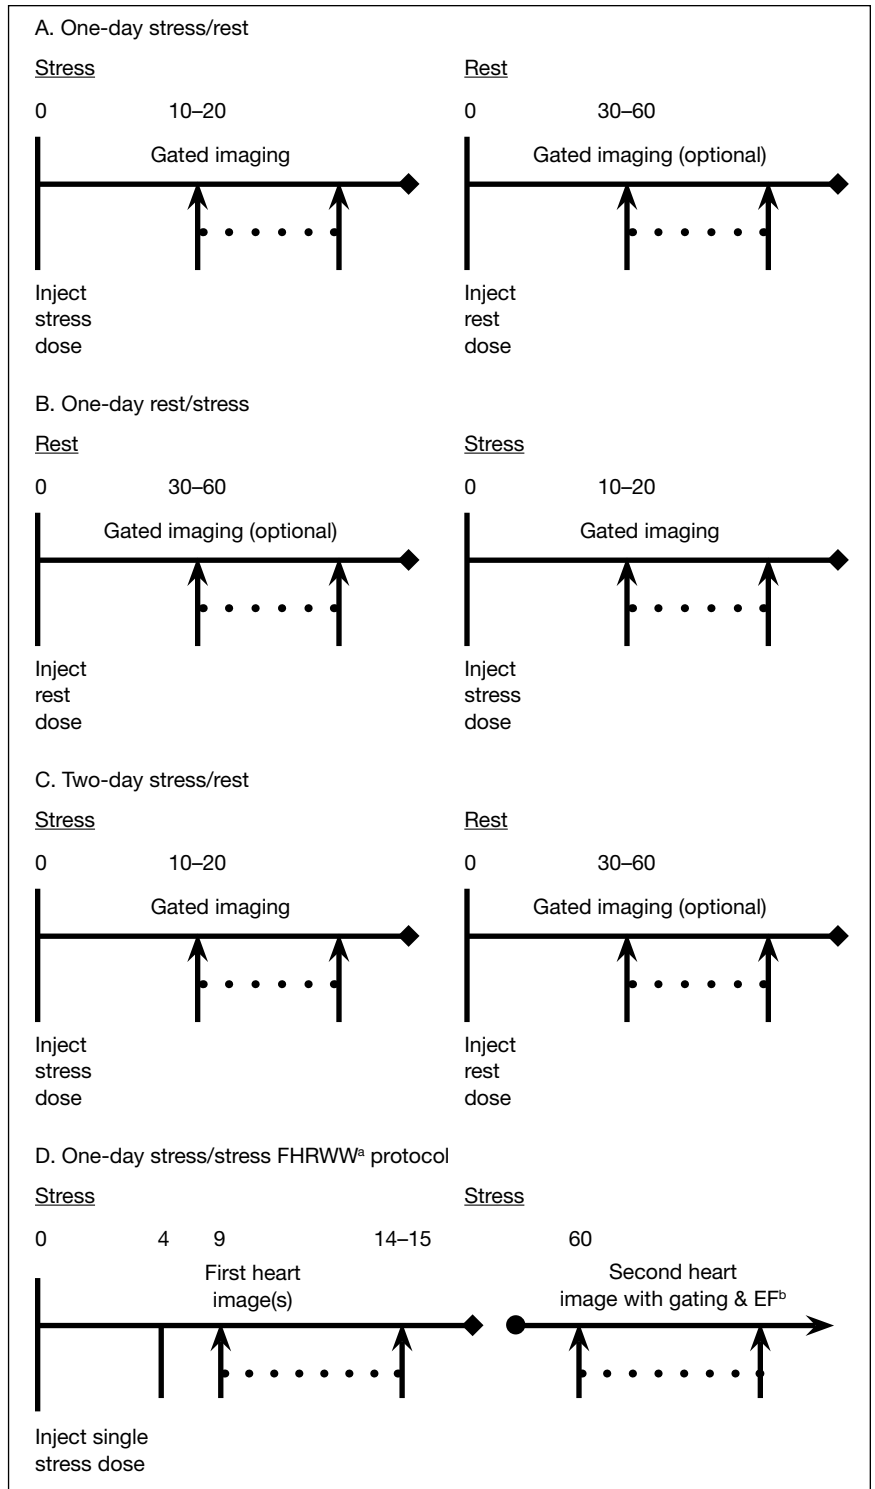 A. One-day stress/rest
Stress
0 10–20
Gated imaging
Inject
stress
dose
Rest
0 30–60
Gated imaging (optional)
Inject
rest
dose
B. One-day rest/stress
Rest
0 30–60
Gated imaging (optional)
Inject
rest
dose
Stress
0 10–20
Gated imaging
Inject
stress
dose
C. Two-day stress/rest
Stress
0 10–20
Gated imaging
Inject
stress
dose
Rest
0 30–60
Gated imaging (optional)
Inject
rest
dose
D. One-day stress/stress FHRWWᵃ protocol
Stress
0 4 9 14–15
First heart
image(s)
Inject single
stress dose
Stress
60
Second heart
image with gating & EFᵇ